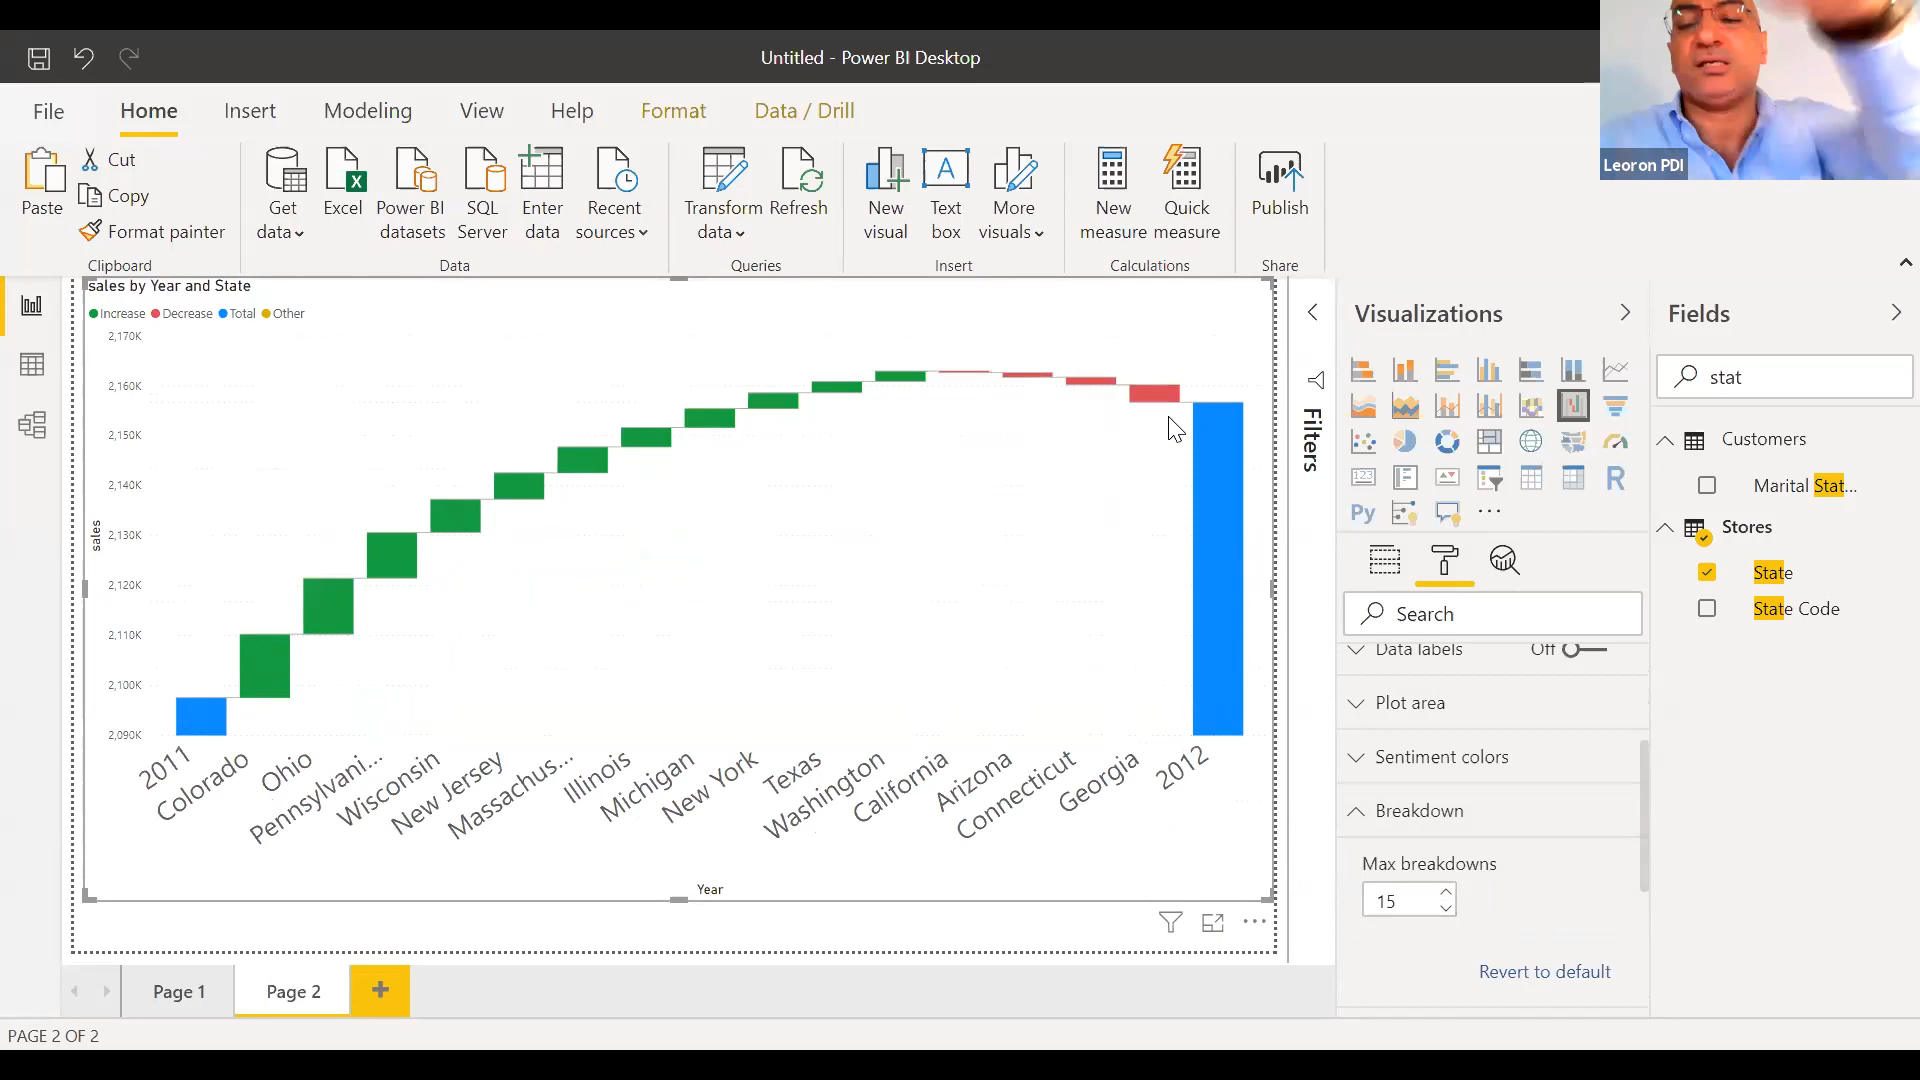 Untitled - Power BI Desktop
File Home Insert Modeling View Help Format Data / Drill
Leoron PDI
Paste
Cut
Copy
Format painter
Get data
Excel
Power BI datasets
SQL Server
Enter data
Recent sources
Transform data
Refresh
New visual
Text box
More visuals
New measure
Quick measure
Publish
Clipboard
Data
Queries
Insert
Calculations
Share
sales by Year and State
Increase Decrease Total Other
2,170K
2,160K
2,150K
2,140K
2,130K
2,120K
2,110K
2,100K
2,090K
sales
2011
Colorado
Ohio
Pennsylvani...
Wisconsin
New Jersey
Massachus...
Illinois
Michigan
New York
Texas
Washington
California
Arizona
Connecticut
Georgia
2012
Year
Filters
Visualizations
123
R
Py
Search
Data labels Off
Plot area
Sentiment colors
Breakdown
Max breakdowns
15
Revert to default
Fields
stat
Customers
Marital Stat...
Stores
State
State Code
Page 1
Page 2
PAGE 2 OF 2